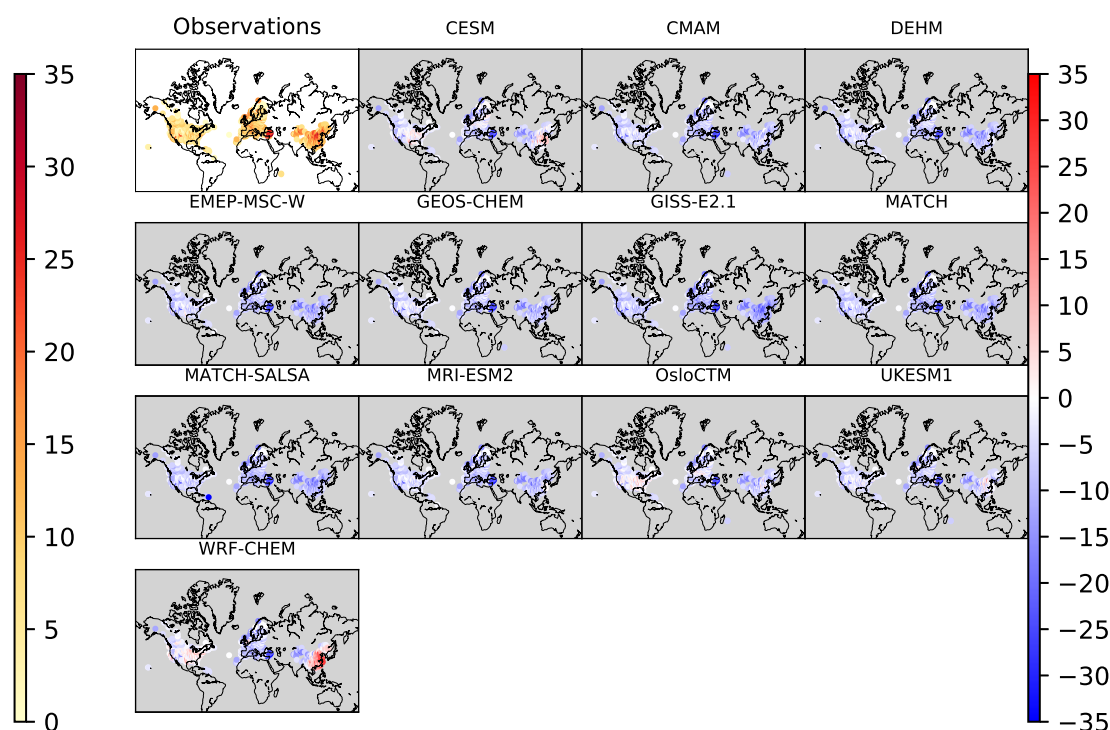 Observations
CESM
CMAM
DEHM
EMEP-MSC-W
GEOS-CHEM
GISS-E2.1
MATCH
MATCH-SALSA
MRI-ESM2
OsloCTM
UKESM1
WRF-CHEM
35
30
25
20
15
10
5
0
35
30
25
20
15
10
5
0
−5
−10
−15
−20
−25
−30
−35